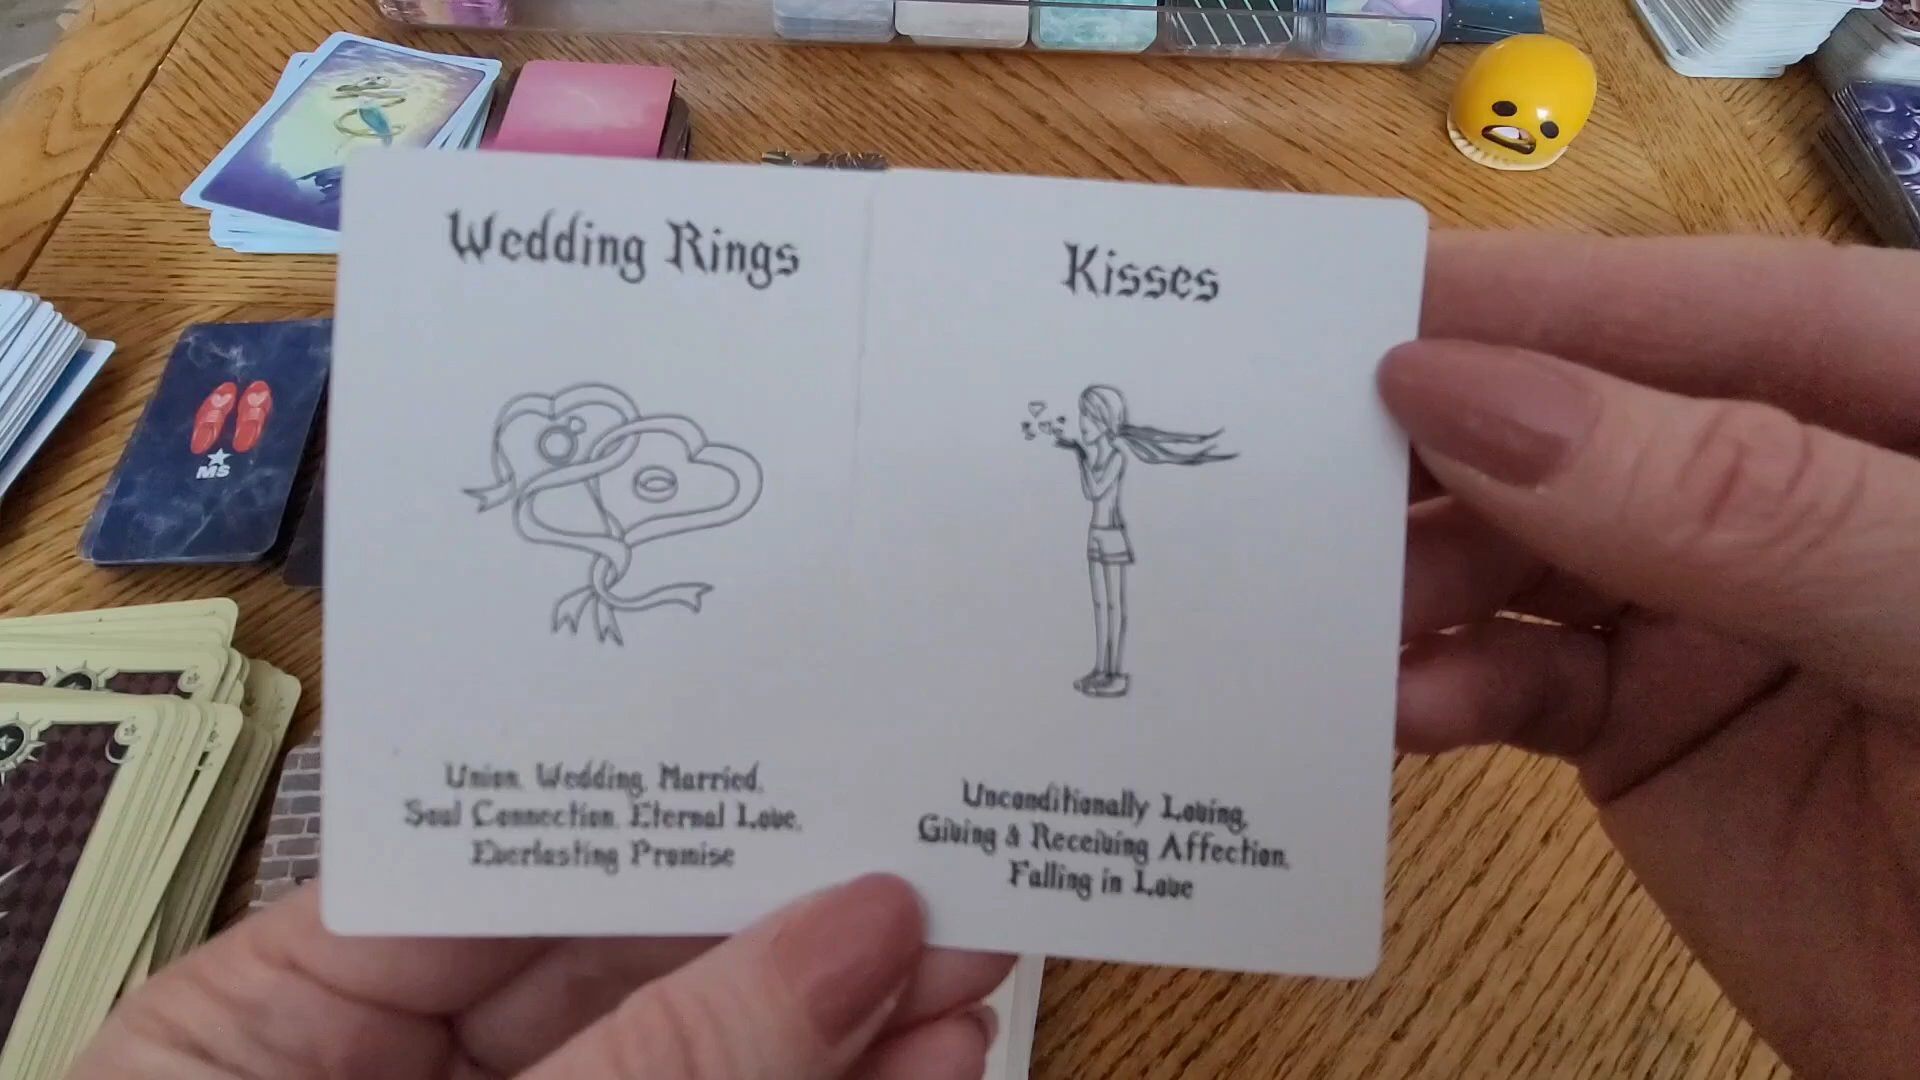 Wedding Rings
Union, Wedding, Married,
Soul Connection, Eternal Love,
Everlasting Promise
Kisses
Unconditionally Loving,
Giving & Receiving Affection,
Falling in Love
MS